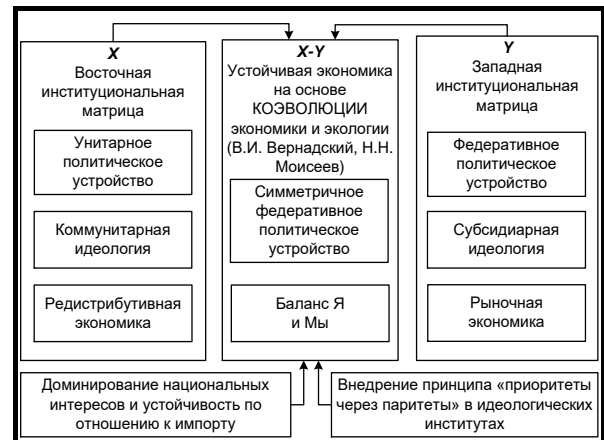 X
Восточная
институциональная
матрица
Унитарное
политическое
устройство
Коммунитарная
идеология
Редистрибутивная
экономика
X-Y
Устойчивая экономика
на основе
КОЭВОЛЮЦИИ
экономики и экологии
(В.И. Вернадский, Н.Н.
Моисеев)
Симметричное
федеративное
политическое
устройство
Баланс Я
и Мы
Y
Западная
институциональная
матрица
Федеративное
политическое
устройство
Субсидиарная
идеология
Рыночная
экономика
Доминирование национальных
интересов и устойчивость по
отношению к импорту
Внедрение принципа «приоритеты
через паритеты» в идеологических
институтах